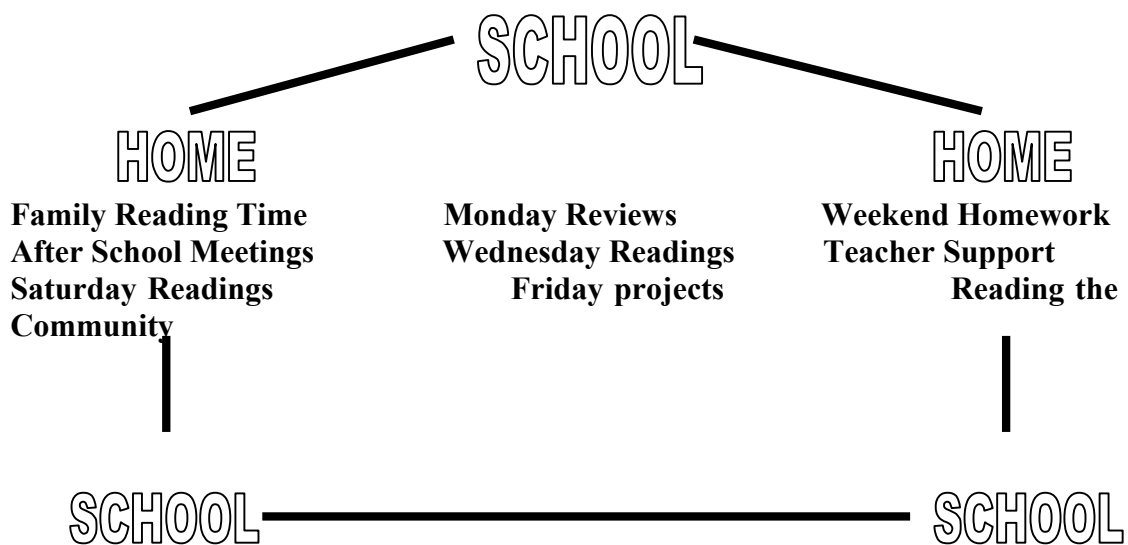 SCHOOL
HOME HOME
Family Reading Time Monday Reviews Weekend Homework
After School Meetings Wednesday Readings Teacher Support
Saturday Readings Friday projects Reading the
Community
SCHOOL SCHOOL